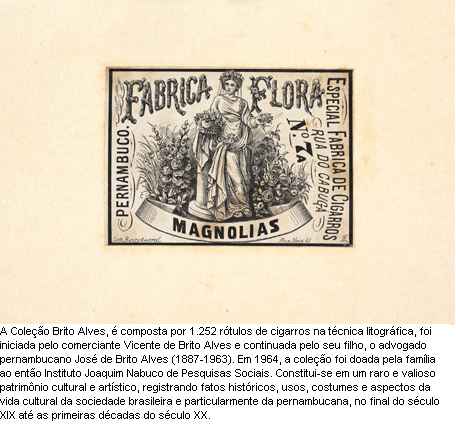 FABRICA FLORA
PERNAMBUCO.
ESPECIAL FABRICA DE CIGARROS
RUA DO CABUGA
Nº 7A
MAGNOLIAS
A Coleção Brito Alves, é composta por 1.252 rótulos de cigarros na técnica litográfica, foi
iniciada pelo comerciante Vicente de Brito Alves e continuada pelo seu filho, o advogado
pernambucano José de Brito Alves (1887-1963). Em 1964, a coleção foi doada pela família
ao então Instituto Joaquim Nabuco de Pesquisas Sociais. Constitui-se em um raro e valioso
patrimônio cultural e artístico, registrando fatos históricos, usos, costumes e aspectos da
vida cultural da sociedade brasileira e particularmente da pernambucana, no final do século
XIX até as primeiras décadas do século XX.